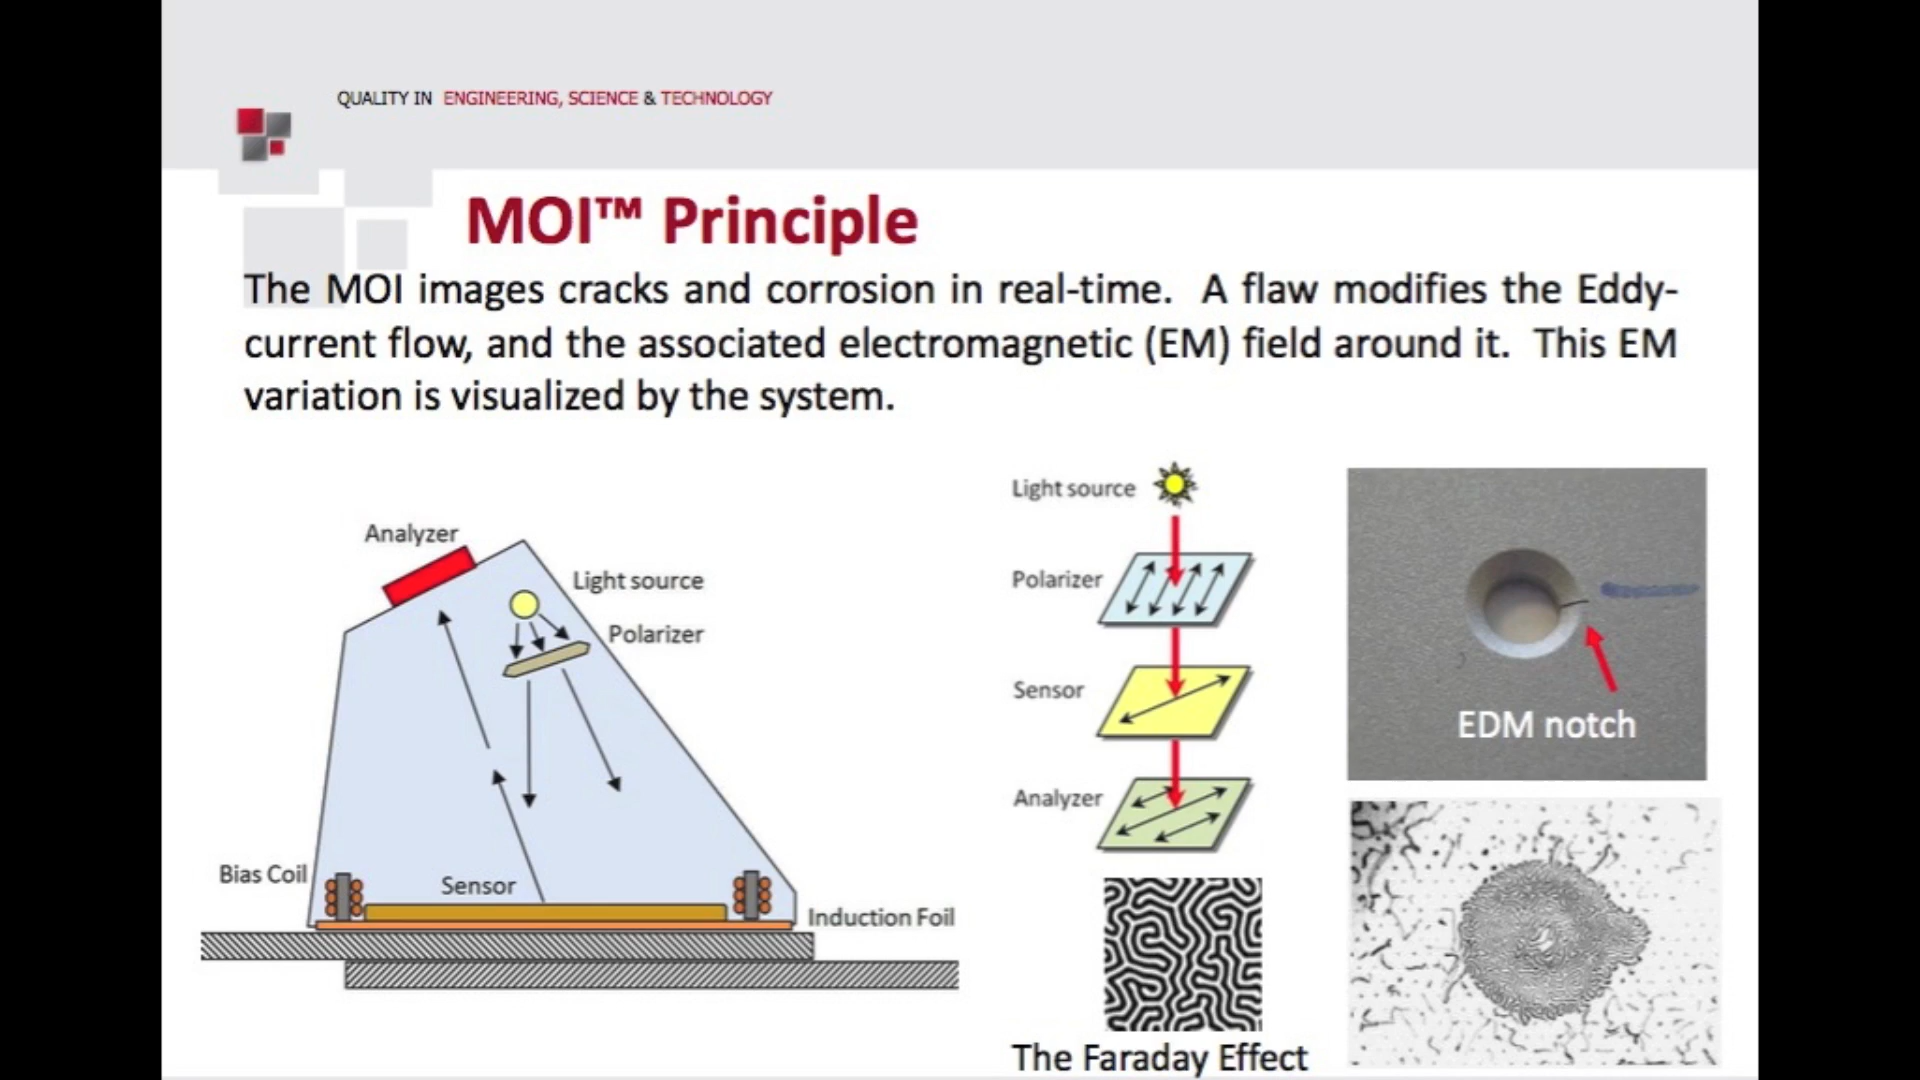 QUALITY IN ENGINEERING, SCIENCE & TECHNOLOGY
MOI™ Principle
The MOI images cracks and corrosion in real-time. A flaw modifies the Eddy-
current flow, and the associated electromagnetic (EM) field around it. This EM
variation is visualized by the system.
Analyzer
Light source
Polarizer
Bias Coil
Sensor
Induction Foil
Light source
Polarizer
Sensor
Analyzer
The Faraday Effect
EDM notch